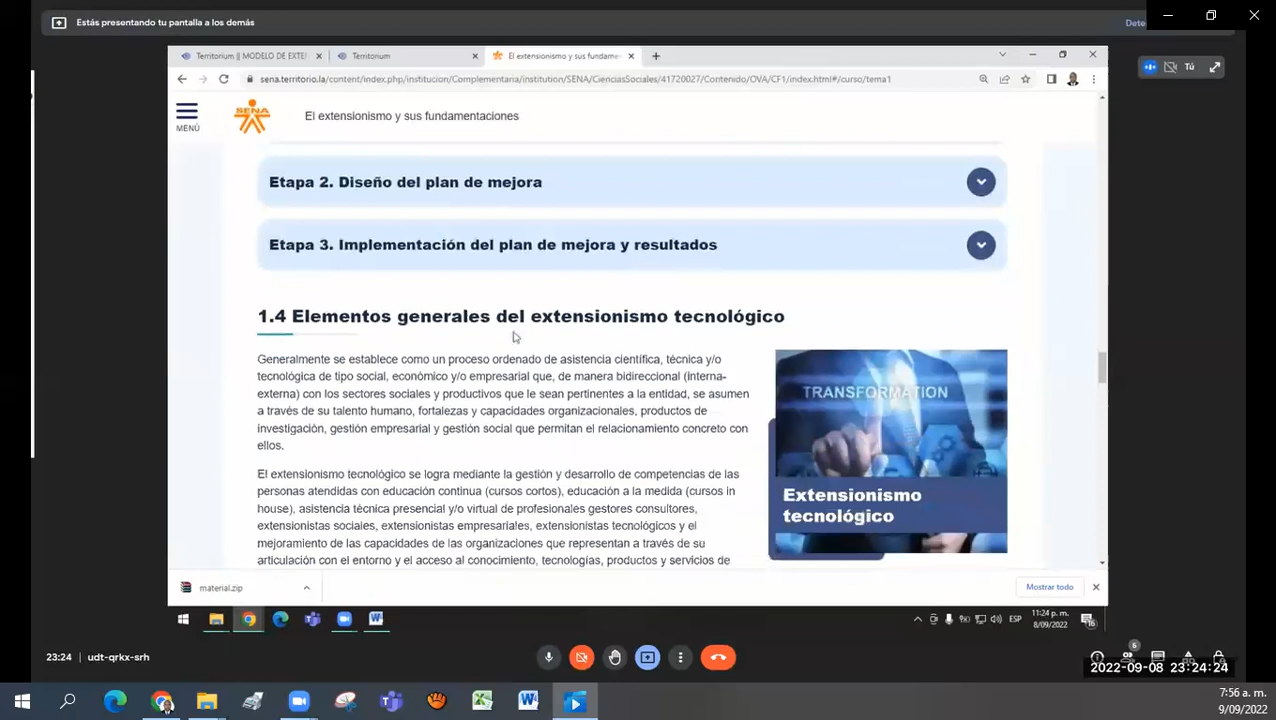 Estás presentando tu pantalla a los demás
Dete
Territorium || MODELO DE EXTE
Territorium
El extensionismo y sus fundamen
sena.territorio.la/content/index.php/institucion/Complementaria/institution/SENA/CienciasSociales/41720027/Contenido/OVA/CF1/index.html#/curso/tema1
Tú
MENÚ
SENA
El extensionismo y sus fundamentaciones
Etapa 2. Diseño del plan de mejora
Etapa 3. Implementación del plan de mejora y resultados
1.4 Elementos generales del extensionismo tecnológico
Generalmente se establece como un proceso ordenado de asistencia científica, técnica y/o
tecnológica de tipo social, económico y/o empresarial que, de manera bidireccional (interna-
externa) con los sectores sociales y productivos que le sean pertinentes a la entidad, se asumen
a través de su talento humano, fortalezas y capacidades organizacionales, productos de
investigación, gestión empresarial y gestión social que permitan el relacionamiento concreto con
ellos.
El extensionismo tecnológico se logra mediante la gestión y desarrollo de competencias de las
personas atendidas con educación continua (cursos cortos), educación a la medida (cursos in
house), asistencia técnica presencial y/o virtual de profesionales gestores consultores,
extensionistas sociales, extensionistas empresariales, extensionistas tecnológicos y el
mejoramiento de las capacidades de las organizaciones que representan a través de su
articulación con el entorno y el acceso al conocimiento, tecnologías, productos y servicios de
TRANSFORMATION
Extensionismo
tecnológico
material.zip
Mostrar todo
ESP
11:24 p. m.
8/09/2022
16
23:24
udt-qrkx-srh
6
2022-09-08 23:24:24
7:56 a. m.
9/09/2022